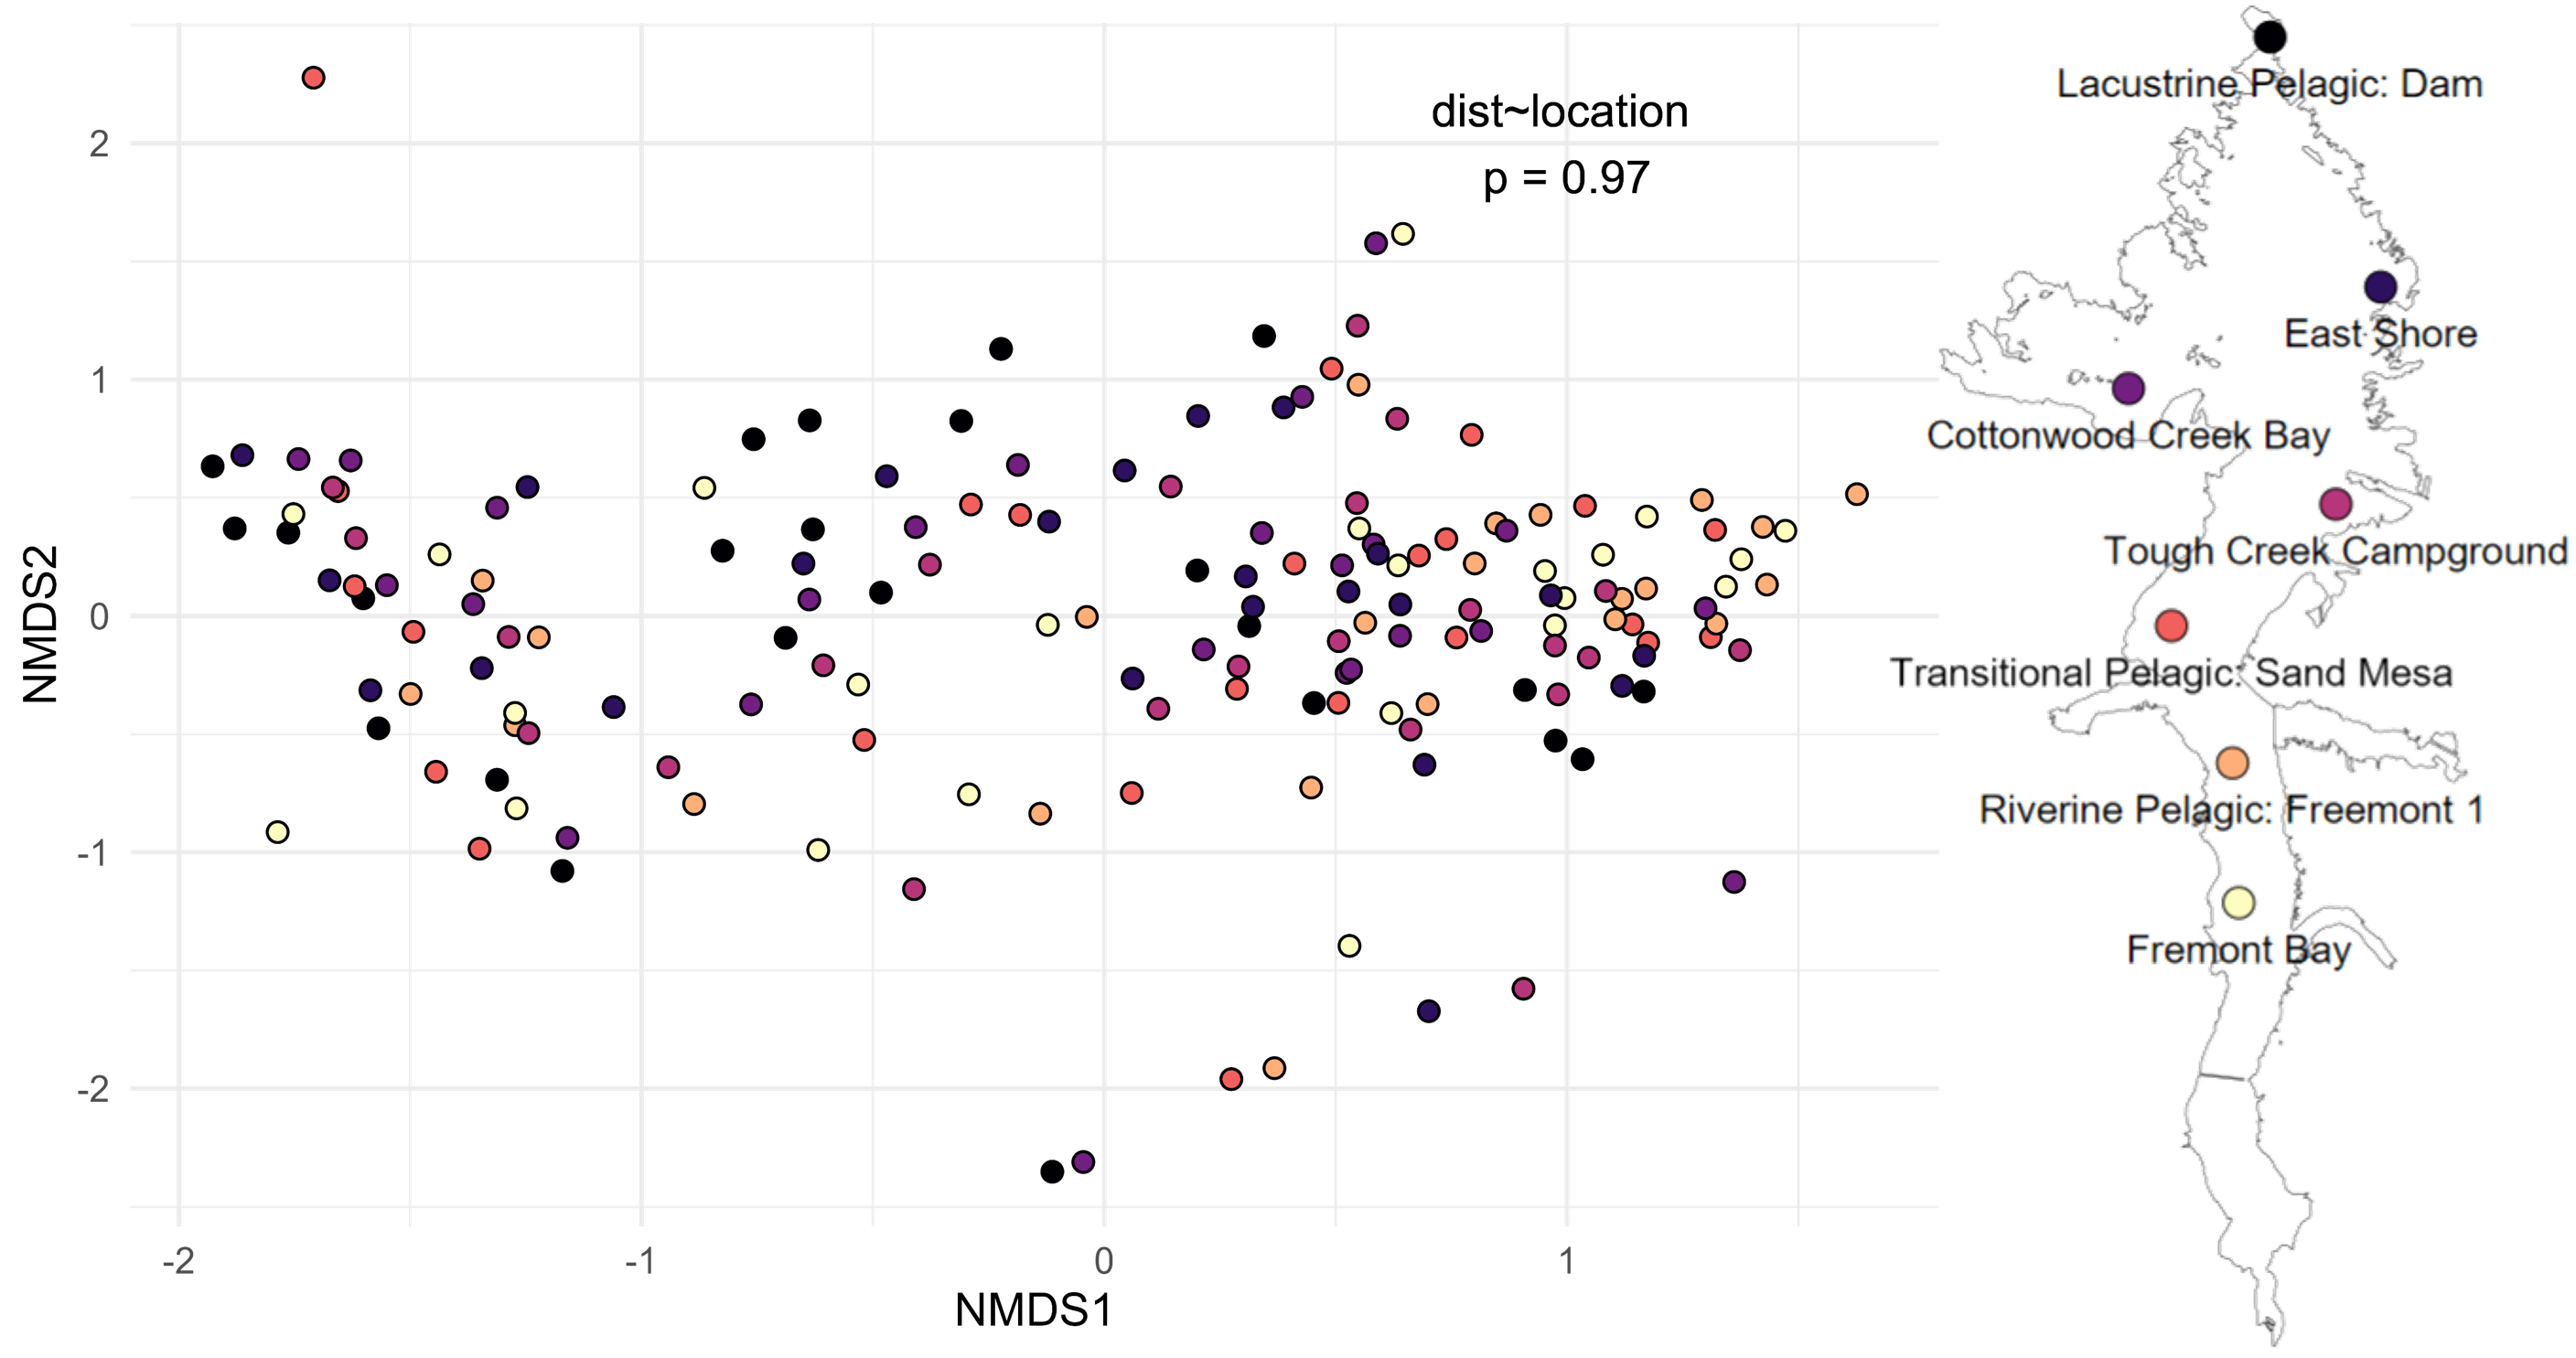 dist~location
p = 0.97
2
1
0
-1
-2
NMDS2
-2
-1
0
1
NMDS1
Lacustrine Pelagic: Dam
East Shore
Cottonwood Creek Bay
Tough Creek Campground
Transitional Pelagic: Sand Mesa
Riverine Pelagic: Freemont 1
Fremont Bay